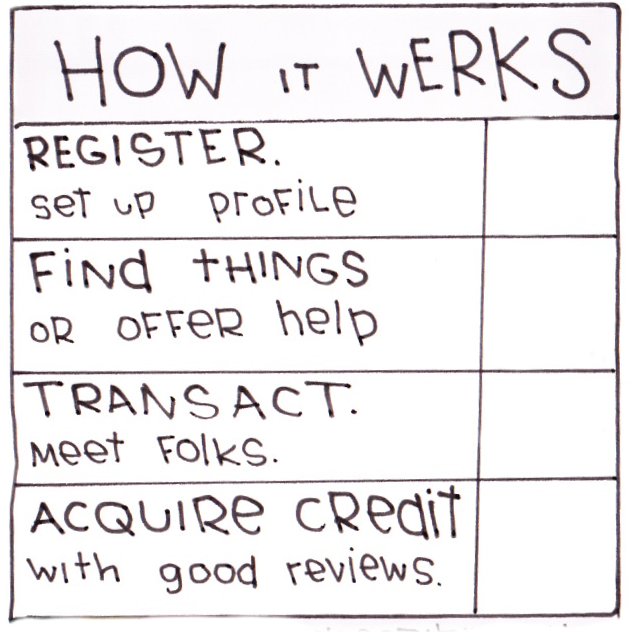 HOW iT WERKS
REGISTER.
set up profile
Find tHINGS
OR OFFeR help
TRANSACT.
Meet Folks.
ACQUIRe CRedit
with good reviews.